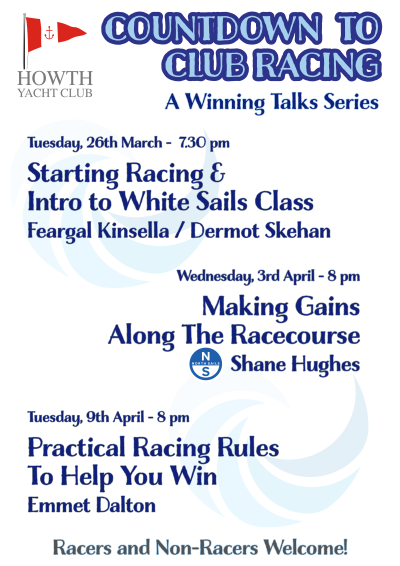 HOWTH
YACHT CLUB
COUNTDOWN TO
CLUB RACING
A Winning Talks Series
Tuesday, 26th March - 7.30 pm
Starting Racing &
Intro to White Sails Class
Feargal Kinsella / Dermot Skehan
Wednesday, 3rd April - 8 pm
Making Gains
Along The Racecourse
N
NORTH SAILS
S
Shane Hughes
Tuesday, 9th April - 8 pm
Practical Racing Rules
To Help You Win
Emmet Dalton
Racers and Non-Racers Welcome!